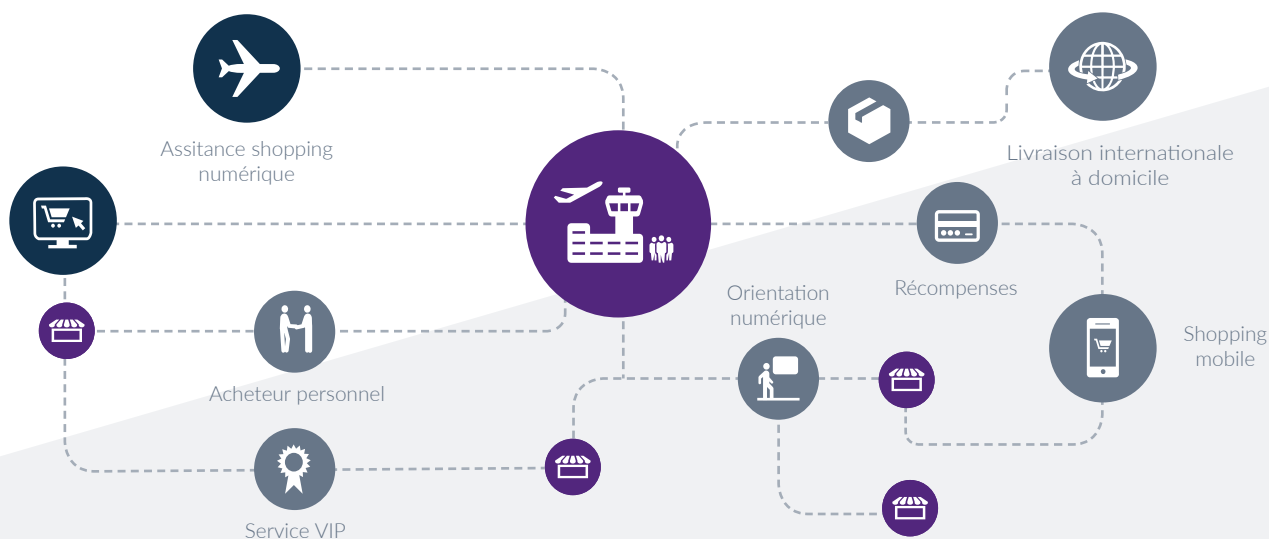 Assitance shopping
numérique
Livraison internationale
à domicile
Récompenses
Orientation
numérique
Shopping
mobile
Acheteur personnel
Service VIP